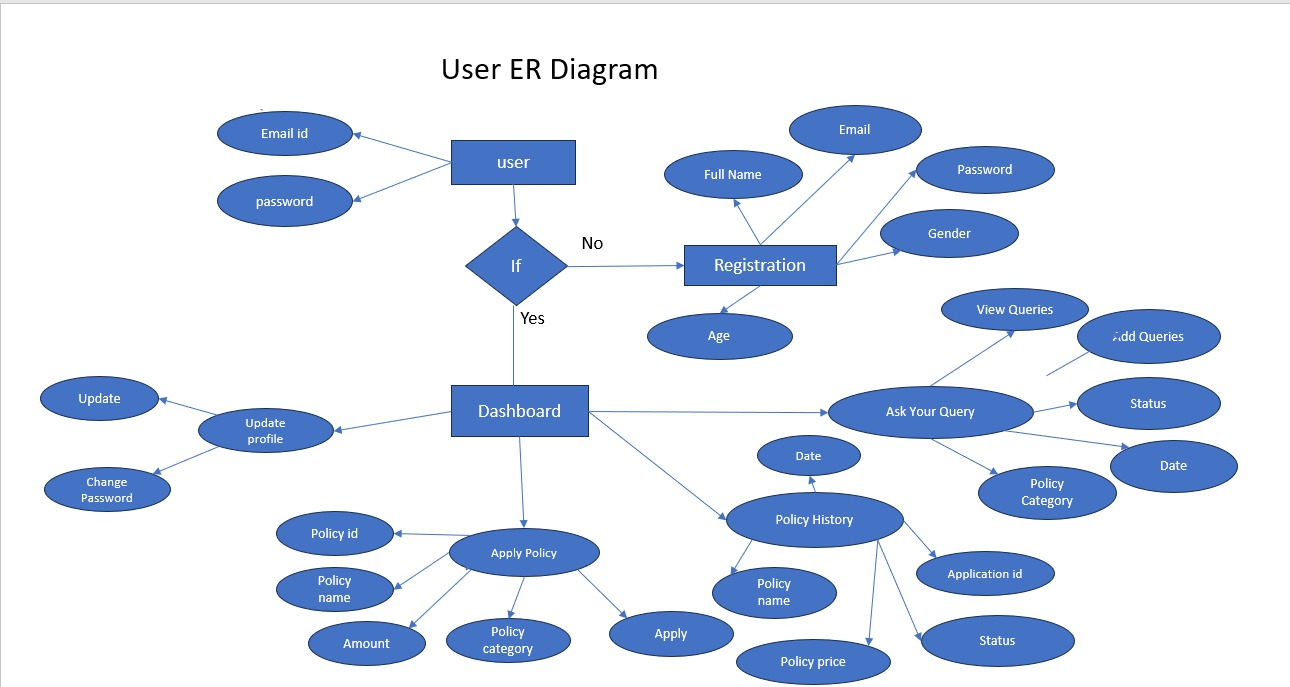 User ER Diagram
Email id
user
password
If
No
Yes
Full Name
Email
Password
Gender
Registration
Age
View Queries
dd Queries
Ask Your Query
Status
Date
Policy
Category
Dashboard
Update
Update
profile
Change
Password
Policy id
Apply Policy
Policy
name
Amount
Policy
category
Apply
Date
Policy History
Policy
name
Application id
Policy price
Status